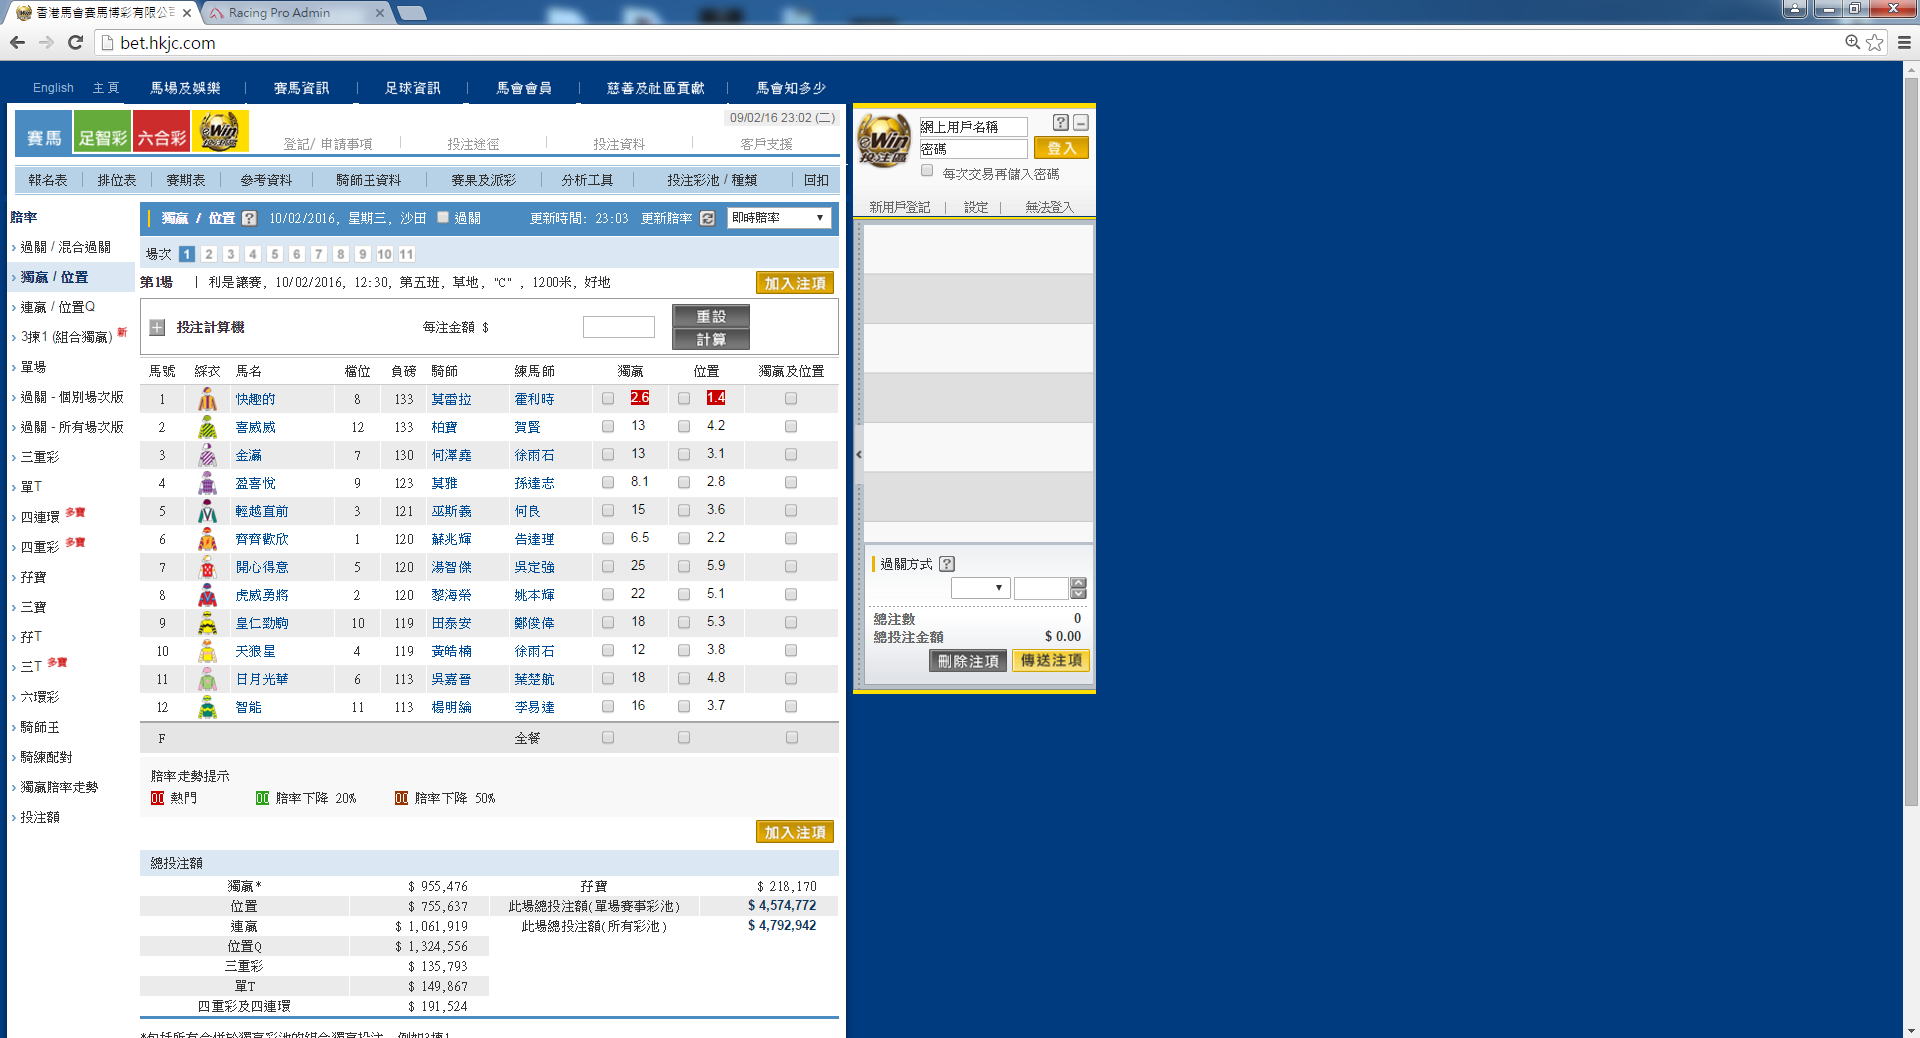 香港馬會賽馬博彩有限公司
Racing Pro Admin
bet.hkjc.com
English 主頁 馬場及娛樂 賽馬資訊 足球資訊 馬會會員 慈善及社區貢獻 馬會知多少
賽馬 足智彩 六合彩 eWin 投注區
09/02/16 23:02 (二)
登記/ 申請事項 投注途徑 投注資料 客戶支援
報名表 排位表 賽期表 參考資料 騎師王資料 賽果及派彩 分析工具 投注彩池 / 種類 回扣
賠率
› 過關 / 混合過關
› 獨贏 / 位置
› 連贏 / 位置Q
› 3揀1 (組合獨贏) 新
› 單場
› 過關 - 個別場次版
› 過關 - 所有場次版
› 三重彩
› 單T
› 四連環 多寶
› 四重彩 多寶
› 孖寶
› 三寶
› 孖T
› 三T 多寶
› 六環彩
› 騎師王
› 騎練配對
› 獨贏賠率走勢
› 投注額
獨贏 / 位置 ? 10/02/2016, 星期三, 沙田 過關 更新時間: 23:03 更新賠率 即時賠率
場次 1 2 3 4 5 6 7 8 9 10 11
第1場 | 利是讓賽, 10/02/2016, 12:30, 第五班, 草地, "C" , 1200米, 好地 加入注項
投注計算機 每注金額 $ 重設
計算
馬號 綵衣 馬名 檔位 負磅 騎師 練馬師 獨贏 位置 獨贏及位置
1 快趣的 8 133 莫雷拉 霍利時 2.6 1.4
2 喜威威 12 133 柏寶 賀賢 13 4.2
3 金滿 7 130 何澤堯 徐雨石 13 3.1
4 盈喜悅 9 123 莫雅 孫達志 8.1 2.8
5 輕越直前 3 121 巫斯義 何良 15 3.6
6 齊齊歡欣 1 120 蘇兆輝 告達理 6.5 2.2
7 開心得意 5 120 湯智傑 吳定強 25 5.9
8 虎威勇將 2 120 黎海榮 姚本輝 22 5.1
9 皇仁勁駒 10 119 田泰安 鄭俊偉 18 5.3
10 天狼星 4 119 黃皓楠 徐雨石 12 3.8
11 日月光華 6 113 吳嘉晉 葉楚航 18 4.8
12 智能 11 113 楊明綸 李易達 16 3.7
F 全餐
賠率走勢提示
00 熱門 00 賠率下降 20% 00 賠率下降 50%
加入注項
總投注額
獨贏* $ 955,476 孖寶 $ 218,170
位置 $ 755,637 此場總投注額(單場賽事彩池) $ 4,574,772
連贏 $ 1,061,919 此場總投注額(所有彩池) $ 4,792,942
位置Q $ 1,324,556
三重彩 $ 135,793
單T $ 149,867
四重彩及四連環 $ 191,524
*包括所有合併於獨贏彩池的組合獨贏投注, 例如3揀1
eWin 投注區
網上用戶名稱 ?
密碼 登入
每次交易再儲入密碼
新用戶登記 | 設定 | 無法登入
過關方式 ?
總注數 0
總投注金額 $ 0.00
刪除注項 傳送注項